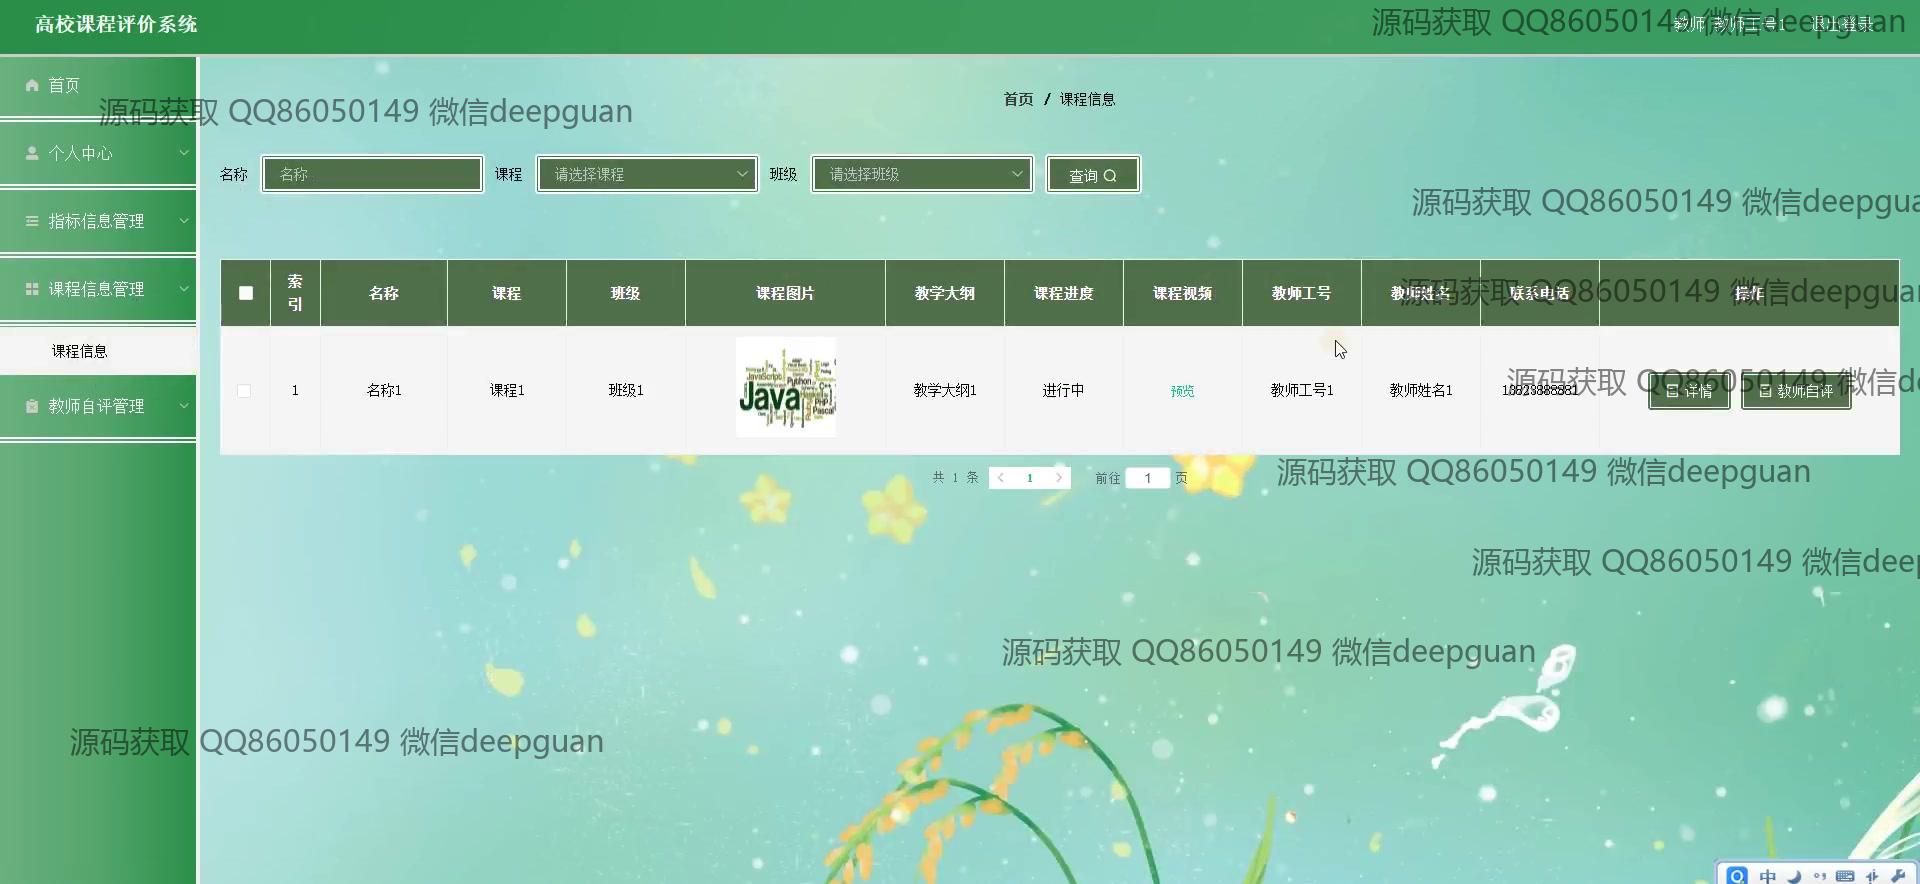 高校课程评价系统
源码获取 QQ86050149 微信deepguan
教师 教师工号1 退出登录
首页
源码获取 QQ86050149 微信deepguan
首页 / 课程信息
个人中心
名称 名称 课程 请选择课程 班级 请选择班级 查询
源码获取 QQ86050149 微信deepgua
指标信息管理
课程信息管理
索引 名称 课程 班级 课程图片 教学大纲 课程进度 课程视频 教师工号 教师姓名 联系电话 操作
源码获取 QQ86050149 微信deepguan
课程信息
1 名称1 课程1 班级1 教学大纲1 进行中 预览 教师工号1 教师姓名1 详情 教师自评
JavaScript
Python
C++
Java
PHP
Pascal
源码获取 QQ86050149 微信d
教师自评管理
共 1 条 1 前往 1 页
源码获取 QQ86050149 微信deepguan
源码获取 QQ86050149 微信deep
源码获取 QQ86050149 微信deepguan
源码获取 QQ86050149 微信deepguan
中